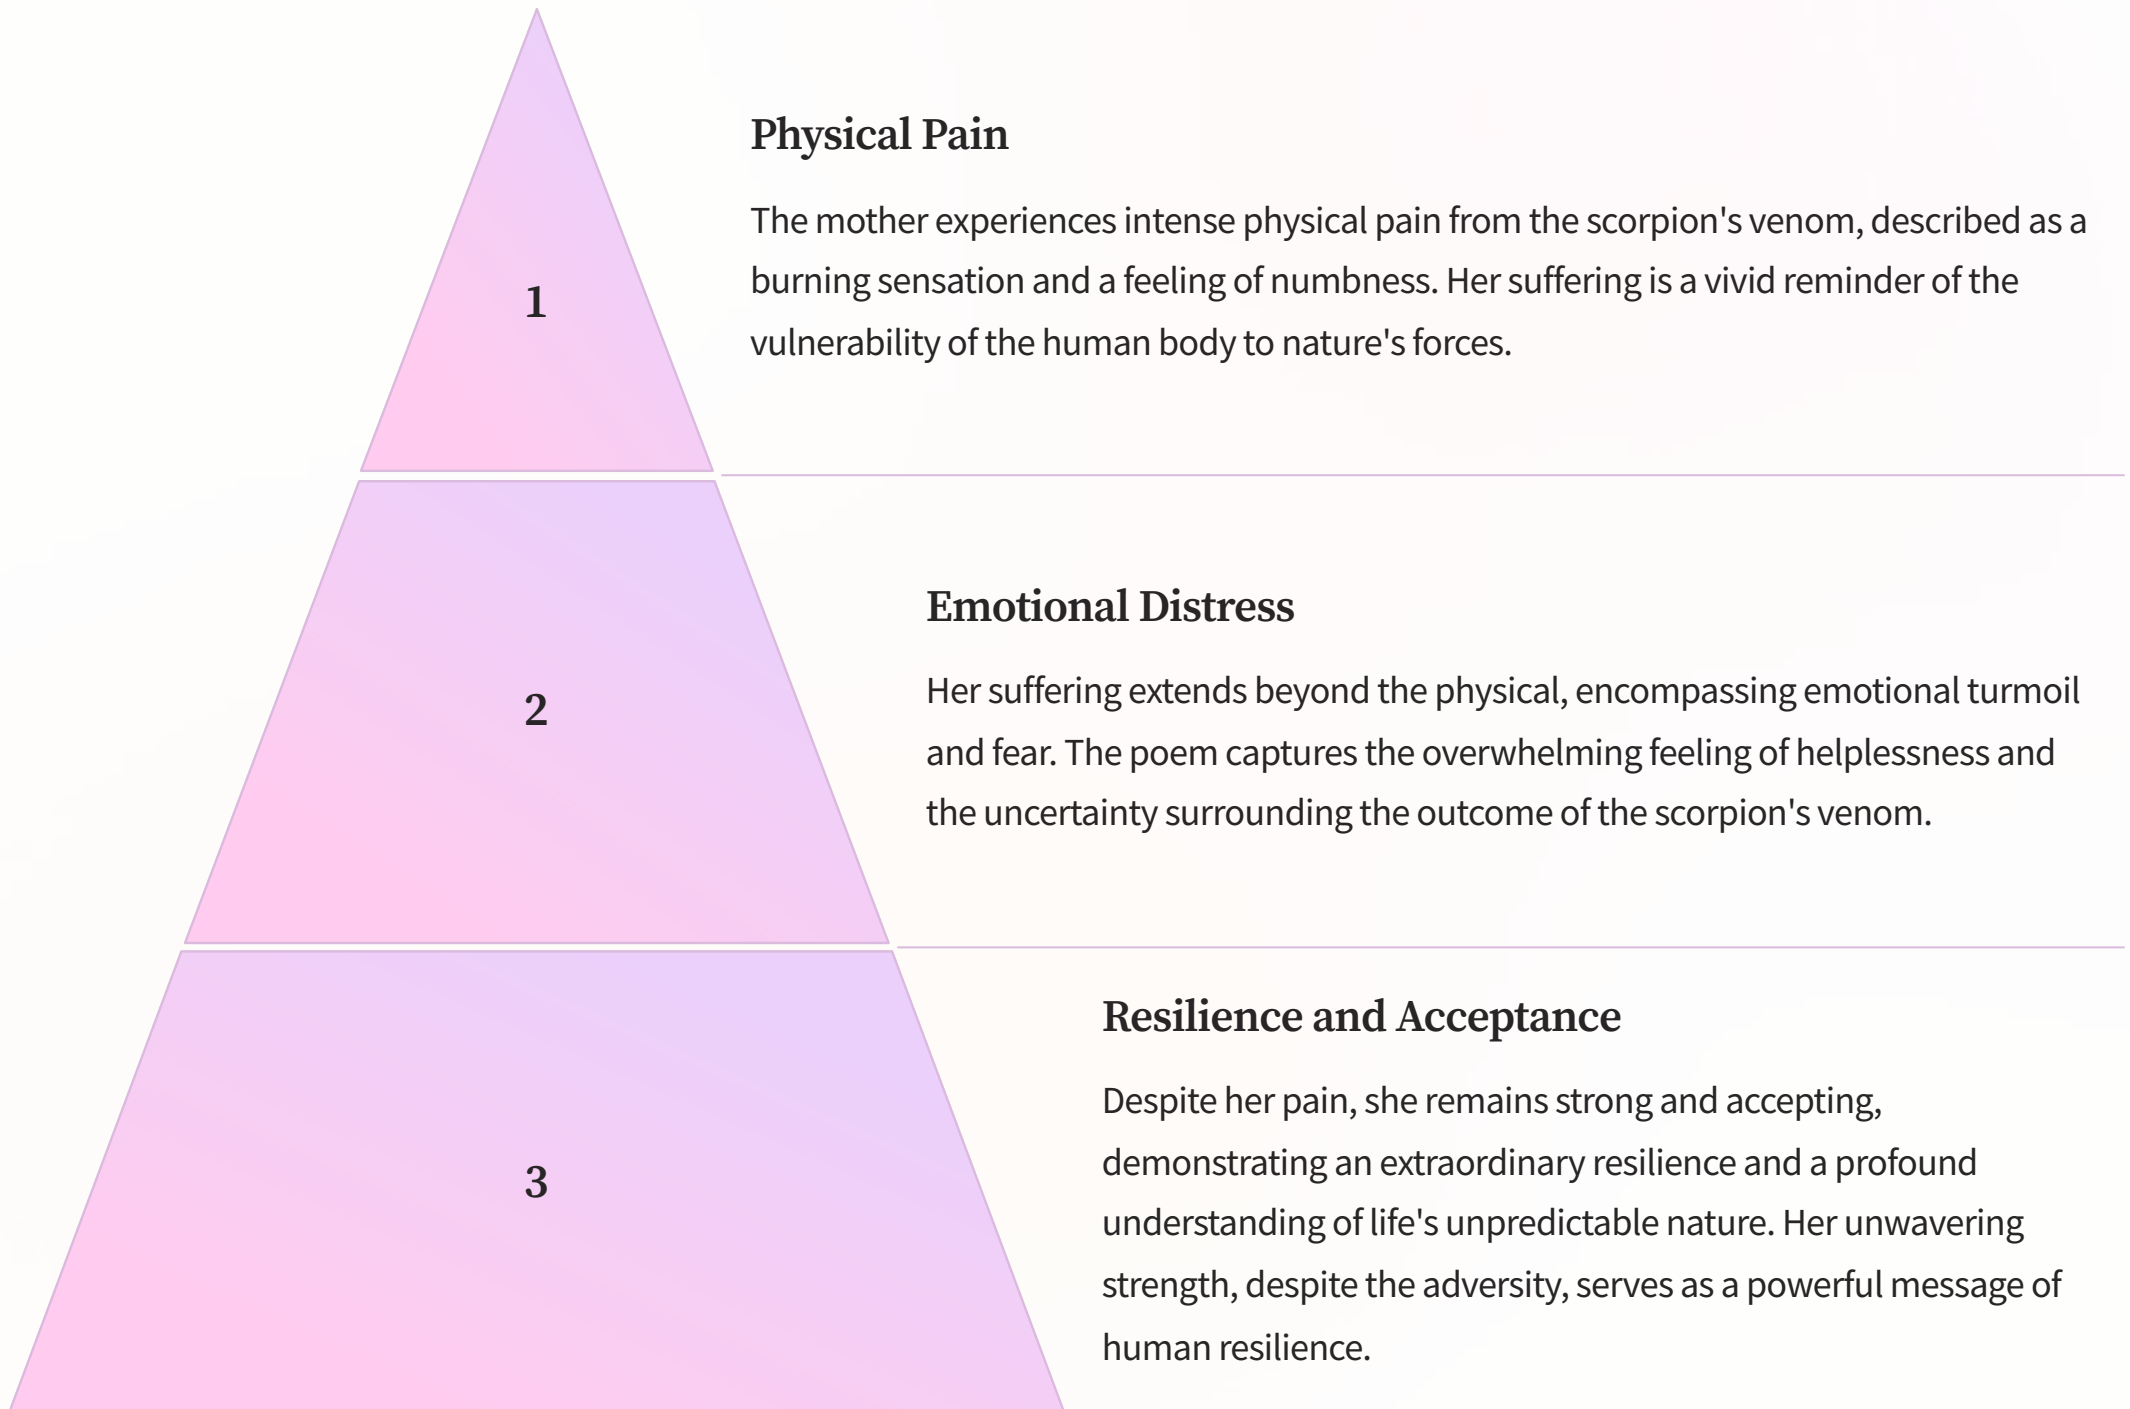 1
Physical Pain
The mother experiences intense physical pain from the scorpion's venom, described as a
burning sensation and a feeling of numbness. Her suffering is a vivid reminder of the
vulnerability of the human body to nature's forces.
2
Emotional Distress
Her suffering extends beyond the physical, encompassing emotional turmoil
and fear. The poem captures the overwhelming feeling of helplessness and
the uncertainty surrounding the outcome of the scorpion's venom.
3
Resilience and Acceptance
Despite her pain, she remains strong and accepting,
demonstrating an extraordinary resilience and a profound
understanding of life's unpredictable nature. Her unwavering
strength, despite the adversity, serves as a powerful message of
human resilience.